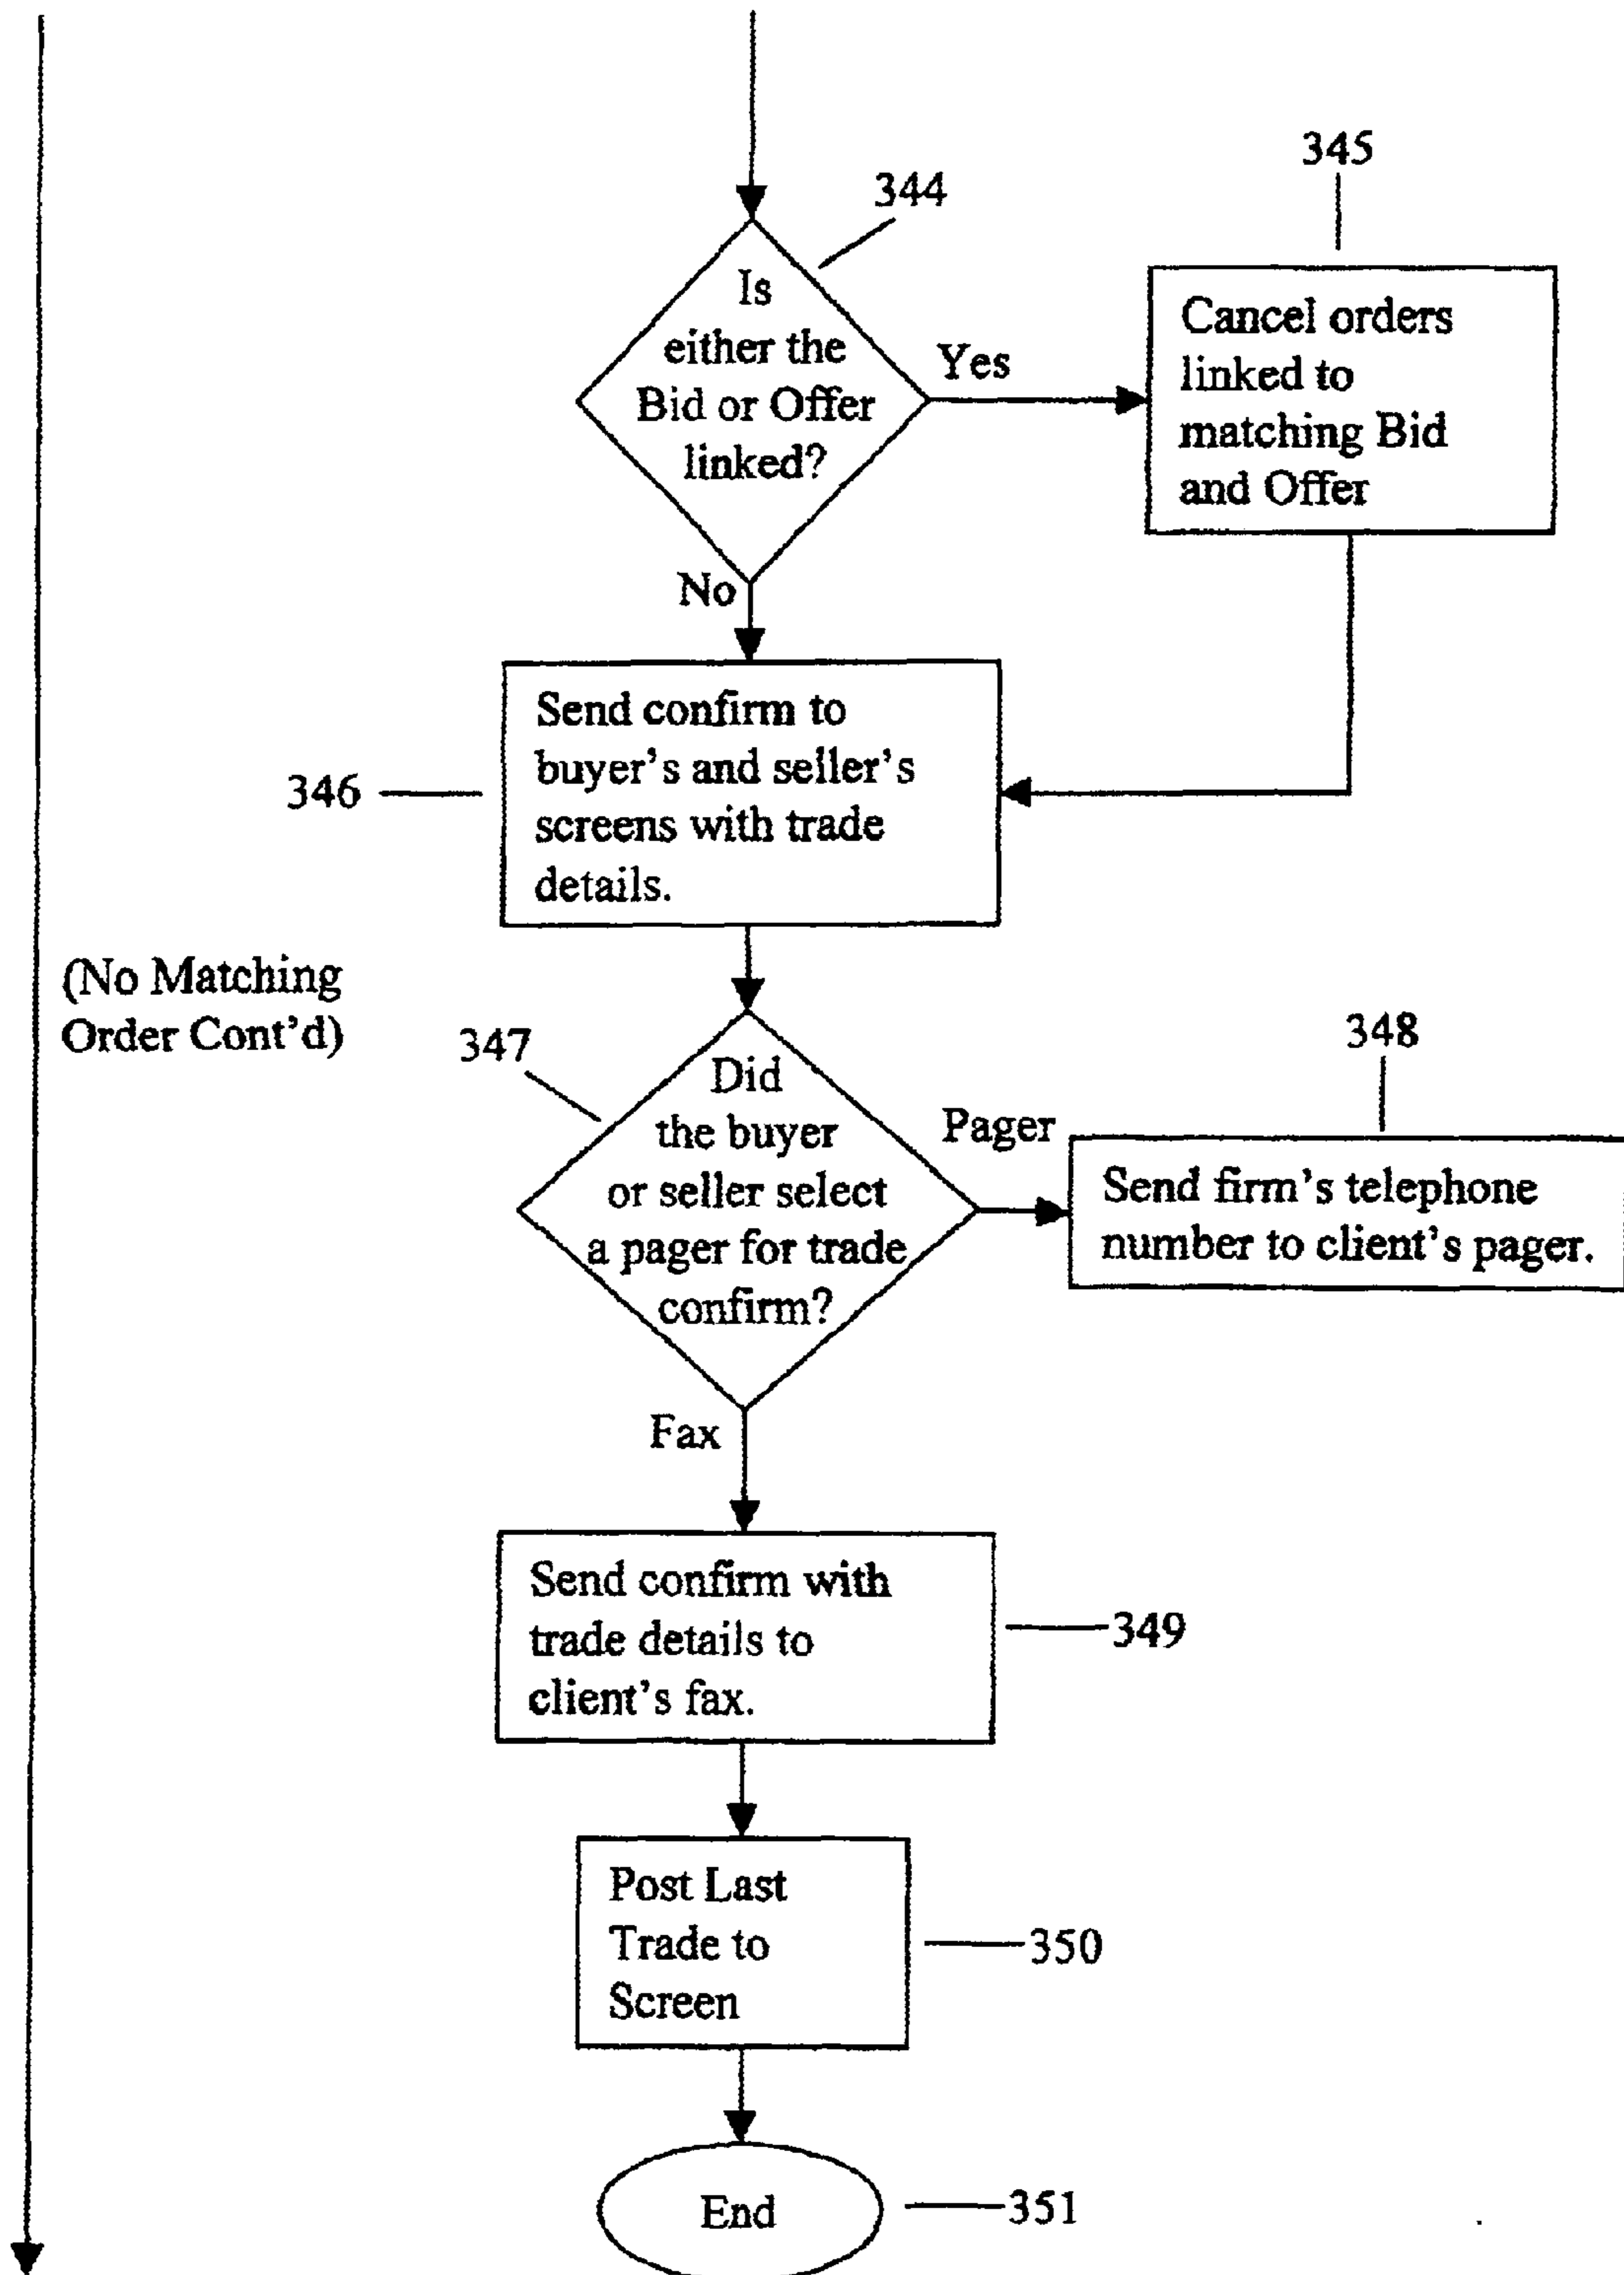 345
344
Is
either the
Bid or Offer
linked?
Yes
Cancel orders
linked to
matching Bid
and Offer
No
346
Send confirm to
buyer's and seller's
screens with trade
details.
(No Matching
Order Cont'd)
347
Did
the buyer
or seller select
a pager for trade
confirm?
Pager
348
Send firm's telephone
number to client's pager.
Fax
Send confirm with
trade details to
client's fax.
349
Post Last
Trade to
Screen
350
End
351